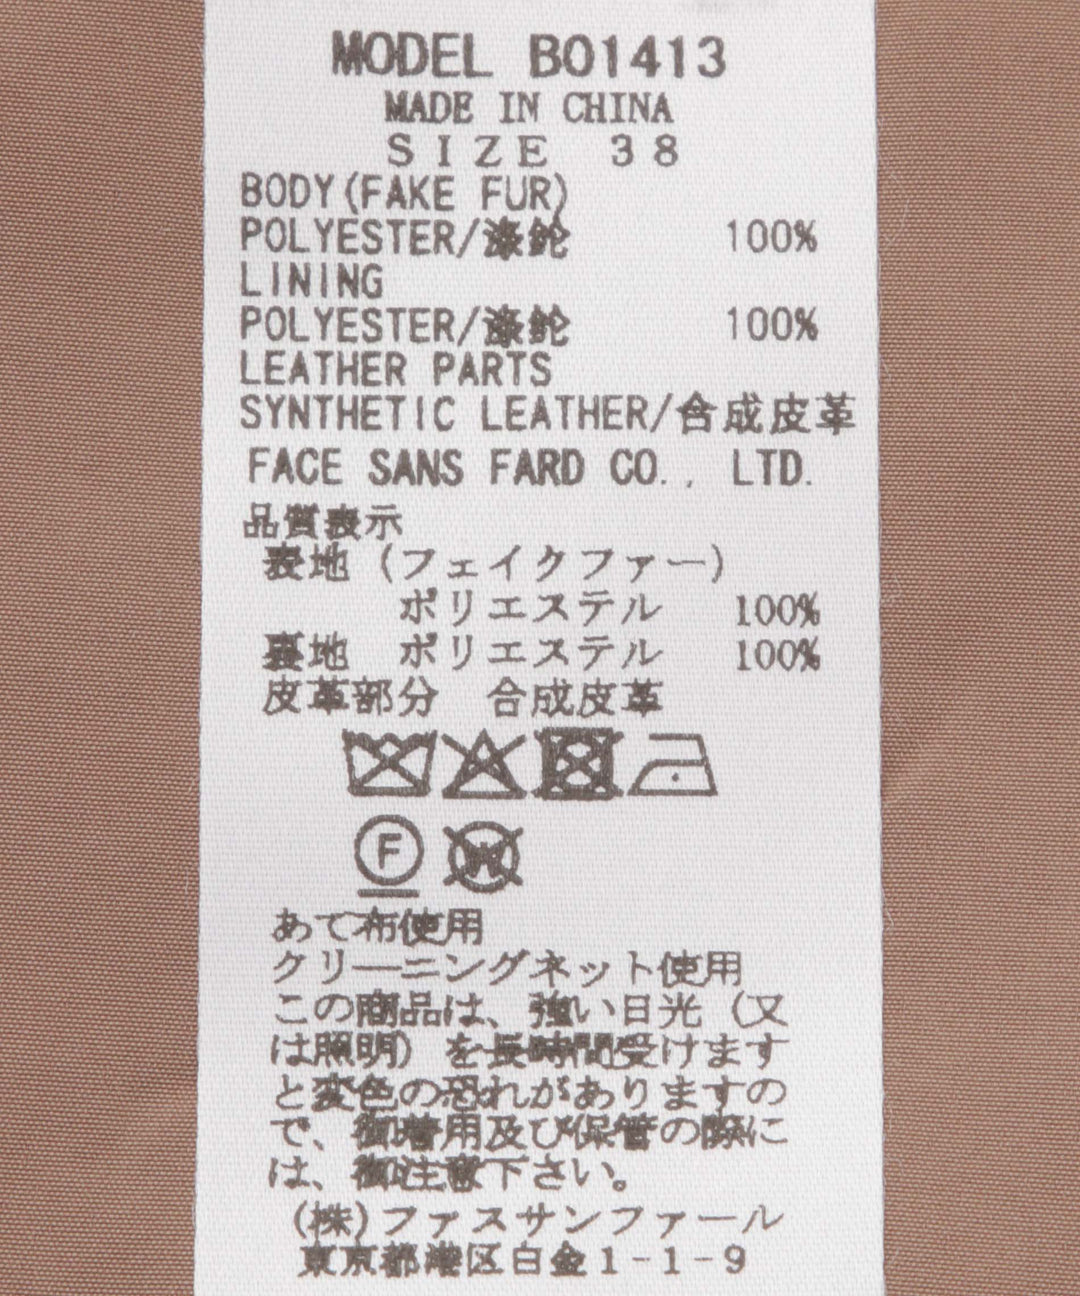 MODEL B01413
MADE IN CHINA
SIZE 38
BODY(FAKE FUR)
POLYESTER/涤纶 100%
LINING
POLYESTER/涤纶 100%
LEATHER PARTS
SYNTHETIC LEATHER/合成皮革
FACE SANS FARD CO., LTD.
品質表示
表地 (フェイクファー)
ポリエステル 100%
裏地 ポリエステル 100%
皮革部分 合成皮革
F W
あて布使用
クリーニングネット使用
この商品は、強い日光(又
は照明)を長時間受けます
と変色の恐れがありますの
で、御着用及び保管の際に
は、御注意下さい。
(株)ファスサンファール
東京都港区白金1-1-9